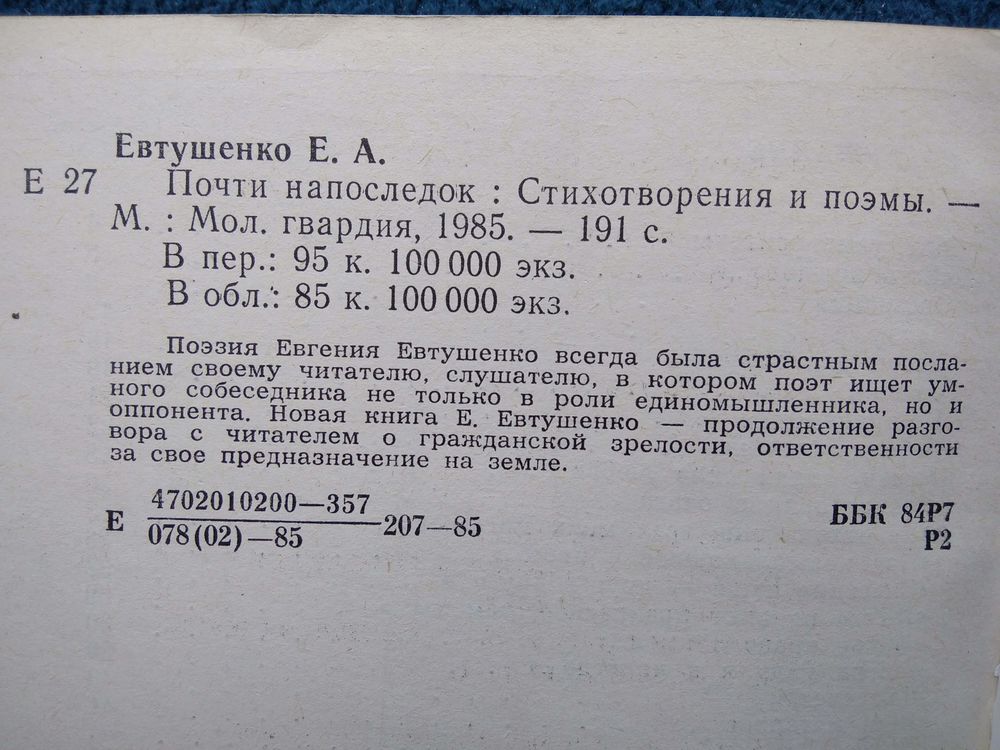 Евтушенко Е. А.
Е 27 Почти напоследок : Стихотворения и поэмы. —
М. : Мол. гвардия, 1985. — 191 с.
В пер.: 95 к. 100 000 экз.
В обл.: 85 к. 100 000 экз.
Поэзия Евгения Евтушенко всегда была страстным посла-
нием своему читателю, слушателю, в котором поэт ищет ум-
ного собеседника не только в роли единомышленника, но и
оппонента. Новая книга Е. Евтушенко — продолжение разго-
вора с читателем о гражданской зрелости, ответственности
за свое предназначение на земле.
4702010200—357
Е 207—85 ББК 84Р7
078(02)—85 Р2